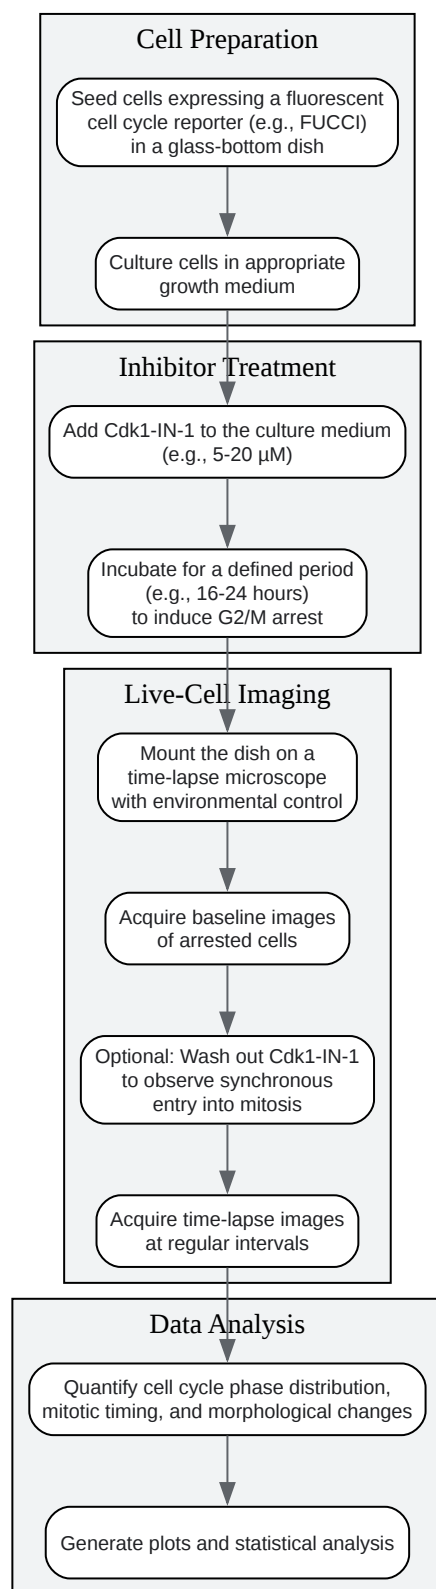 Cell Preparation
Seed cells expressing a fluorescent
cell cycle reporter (e.g., FUCCI)
in a glass-bottom dish
Culture cells in appropriate
growth medium
Inhibitor Treatment
Add Cdk1-IN-1 to the culture medium
(e.g., 5-20 µM)
Incubate for a defined period
(e.g., 16-24 hours)
to induce G2/M arrest
Live-Cell Imaging
Mount the dish on a
time-lapse microscope
with environmental control
Acquire baseline images
of arrested cells
Optional: Wash out Cdk1-IN-1
to observe synchronous
entry into mitosis
Acquire time-lapse images
at regular intervals
Data Analysis
Quantify cell cycle phase distribution,
mitotic timing, and morphological changes
Generate plots and statistical analysis